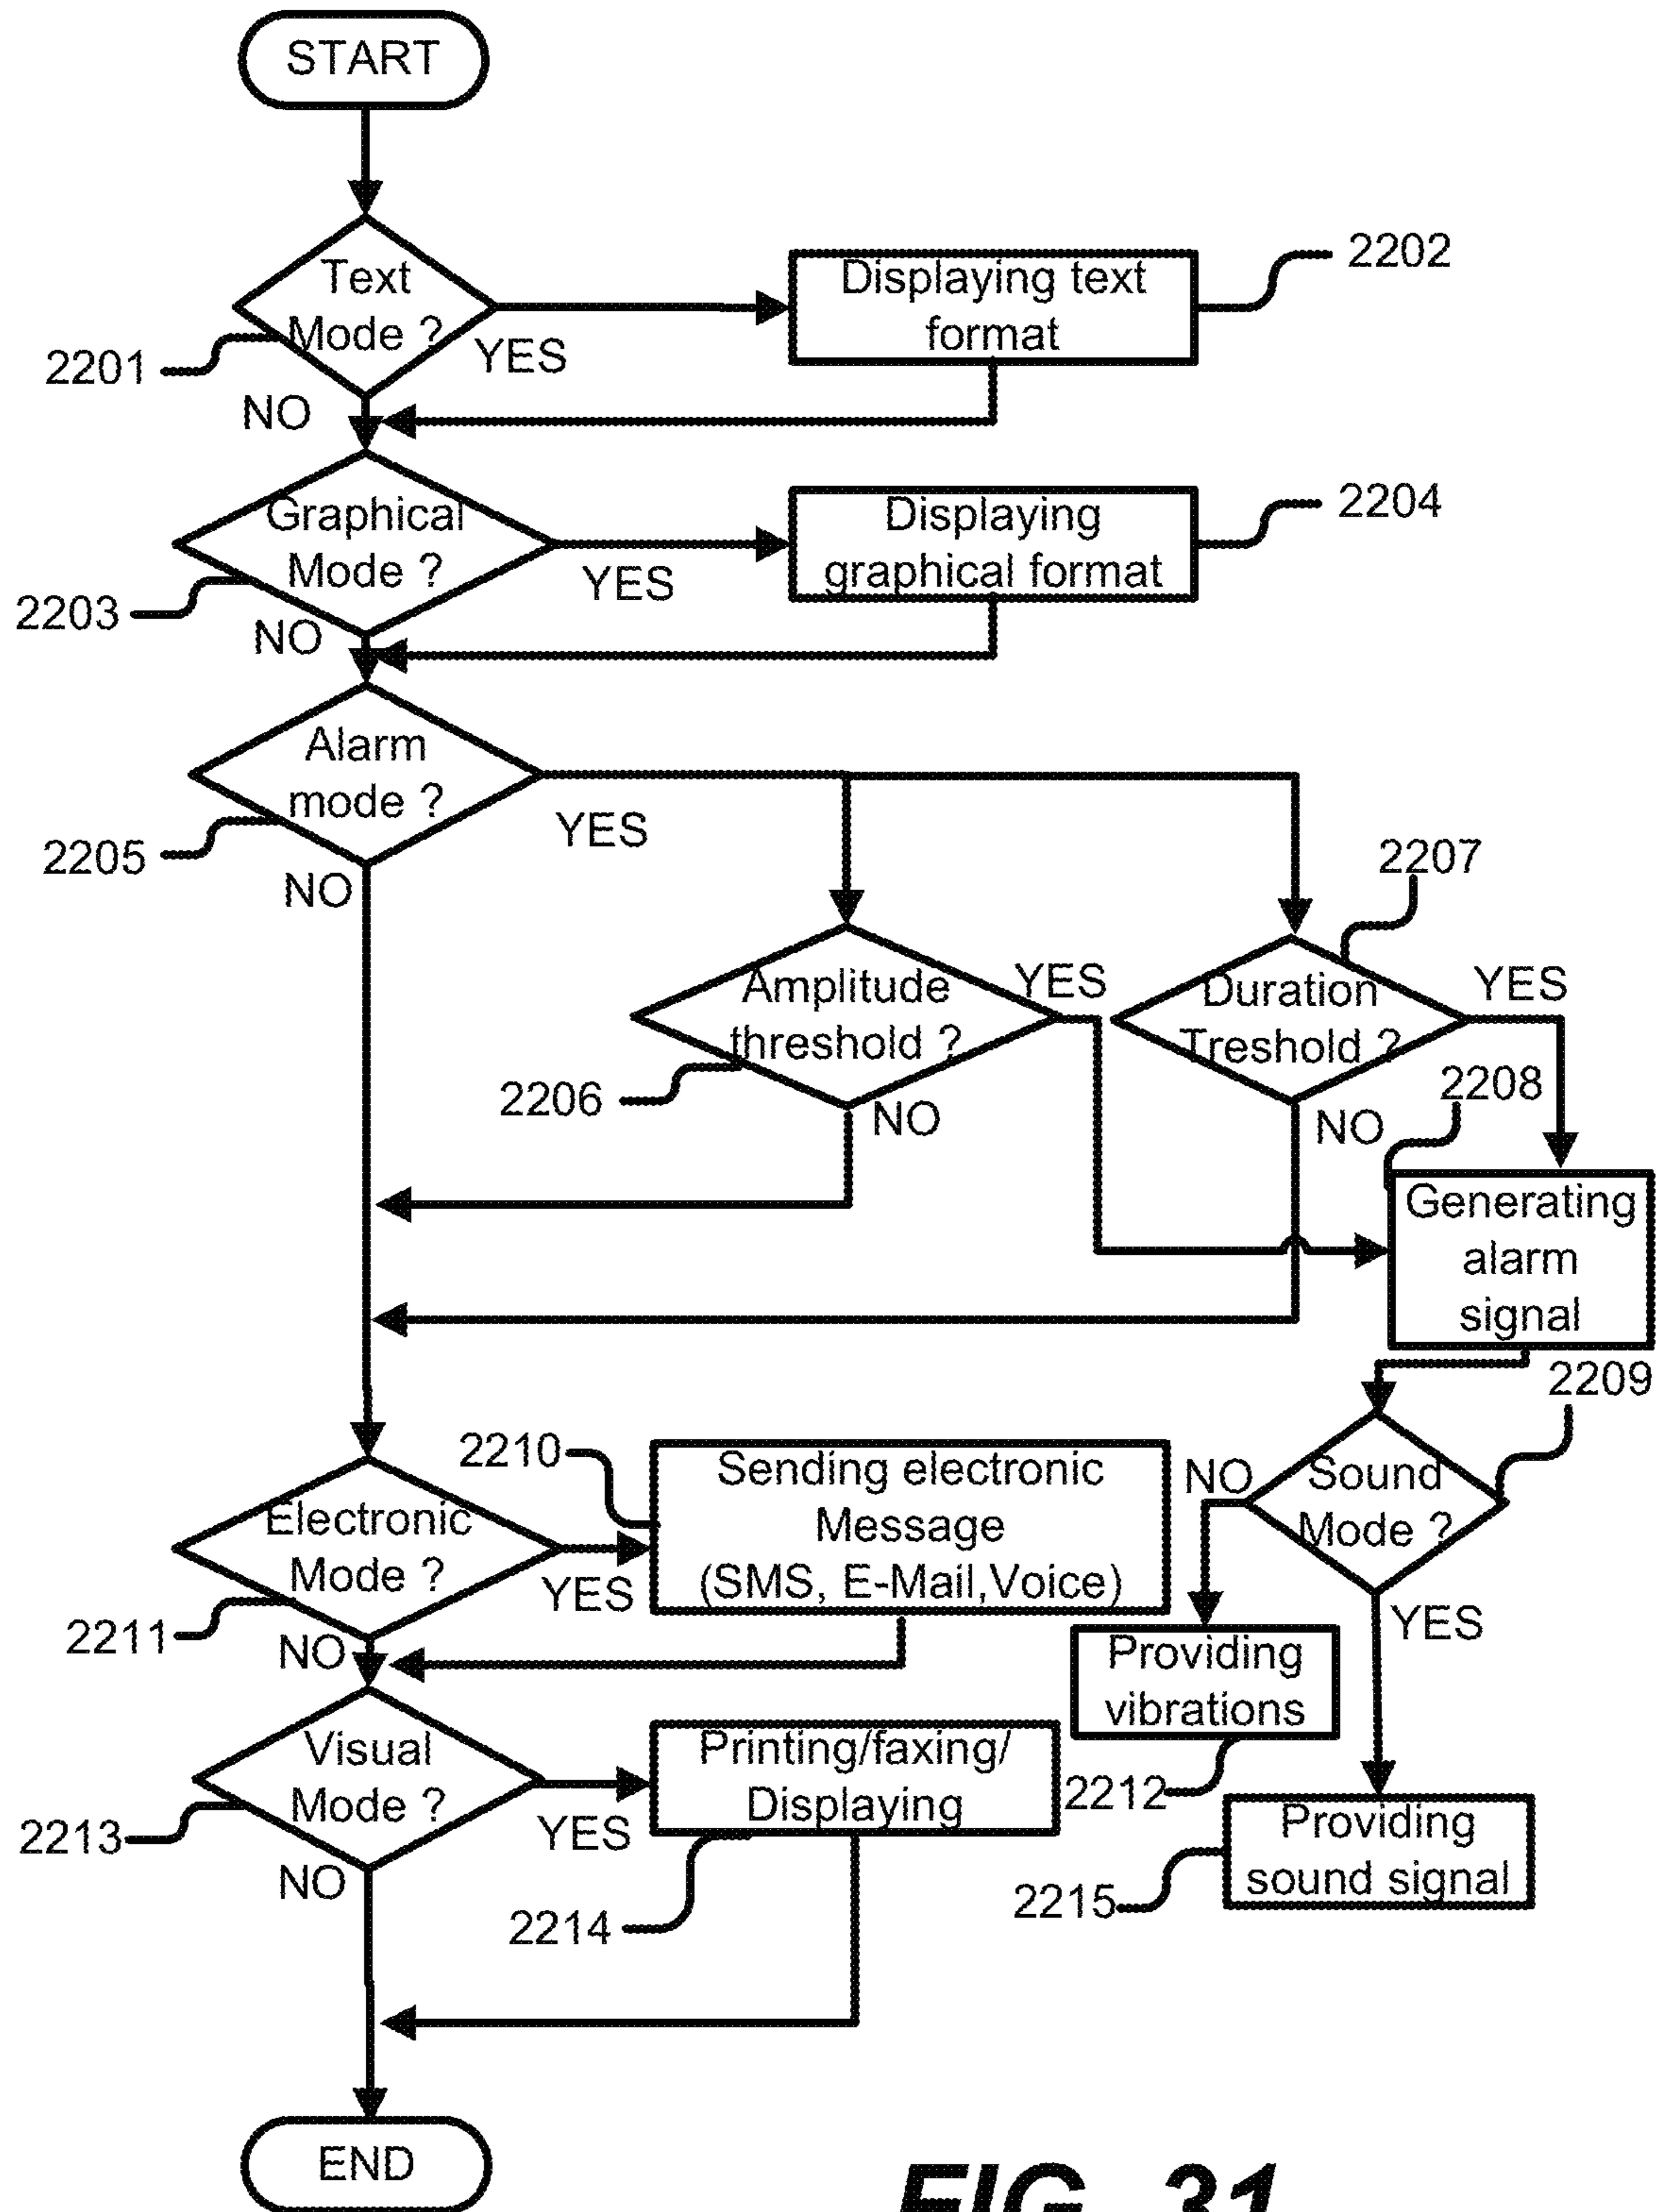 START
Text
Mode ?
2201
YES
NO
Displaying text
format
2202
Graphical
Mode ?
2203
YES
NO
Displaying
graphical format
2204
Alarm
mode ?
2205
YES
NO
Amplitude
threshold ?
2206
YES
NO
2207
Duration
Treshold ?
YES
NO
2208
Generating
alarm
signal
2209
Sound
Mode ?
NO
YES
2210
Sending electronic
Message
(SMS, E-Mail,Voice)
Electronic
Mode ?
2211
YES
NO
Providing
vibrations
2212
Visual
Mode ?
2213
YES
NO
Printing/faxing/
Displaying
2214
Providing
sound signal
2215
END
FIG. 31